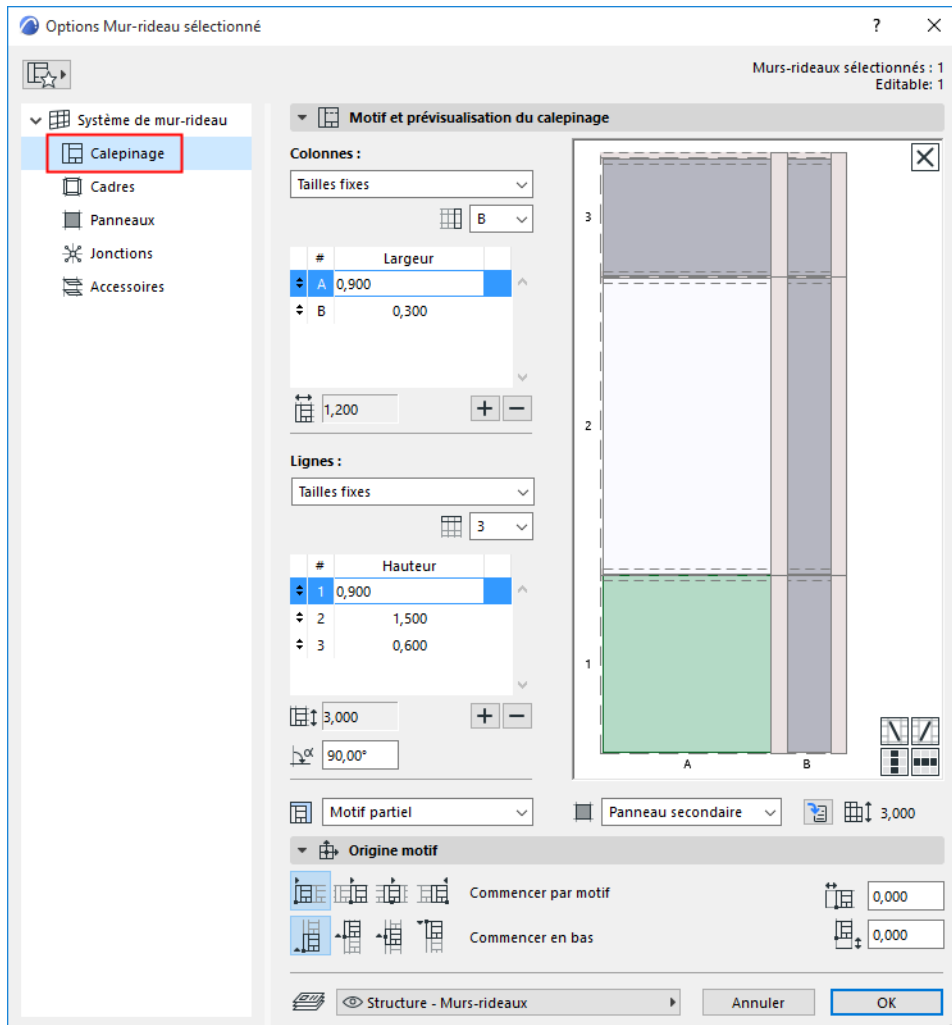 Options Mur-rideau sélectionné
?
Murs-rideaux sélectionnés : 1
Editable: 1
Système de mur-rideau
Calepinage
Cadres
Panneaux
Jonctions
Accessoires
Motif et prévisualisation du calepinage
Colonnes :
Tailles fixes
B
# Largeur
A 0,900
B 0,300
1,200
Lignes :
Tailles fixes
3
# Hauteur
1 0,900
2 1,500
3 0,600
3,000
α 90,00°
3
2
1
A B
Motif partiel
Panneau secondaire
3,000
Origine motif
Commencer par motif
0,000
Commencer en bas
0,000
Structure - Murs-rideaux
Annuler
OK